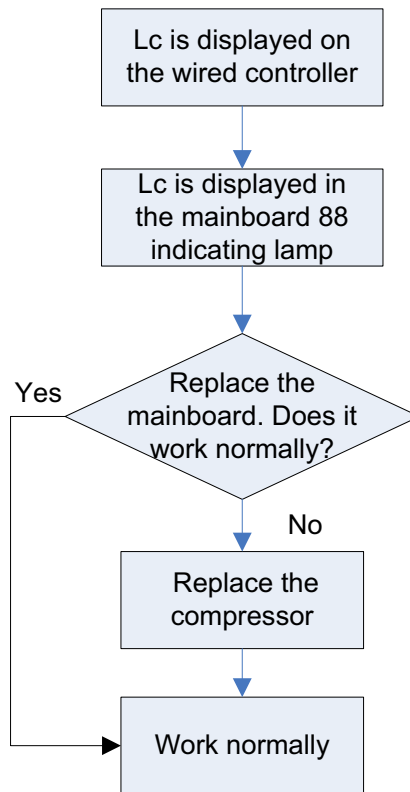 Lc is displayed on
the wired controller
Lc is displayed in
the mainboard 88
indicating lamp
Yes
Replace the
mainboard. Does it
work normally?
No
Replace the
compressor
Work normally